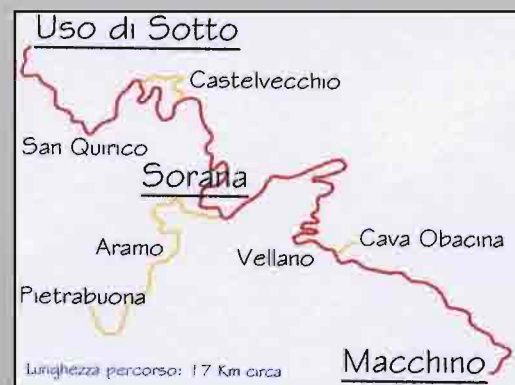 Uso di Sotto
Castelvecchio
San Quirico
Sorana
Aramo
Vellano
Cava Obacina
Pietrabuona
Lunghezza percorso: 17 Km circa
Macchino